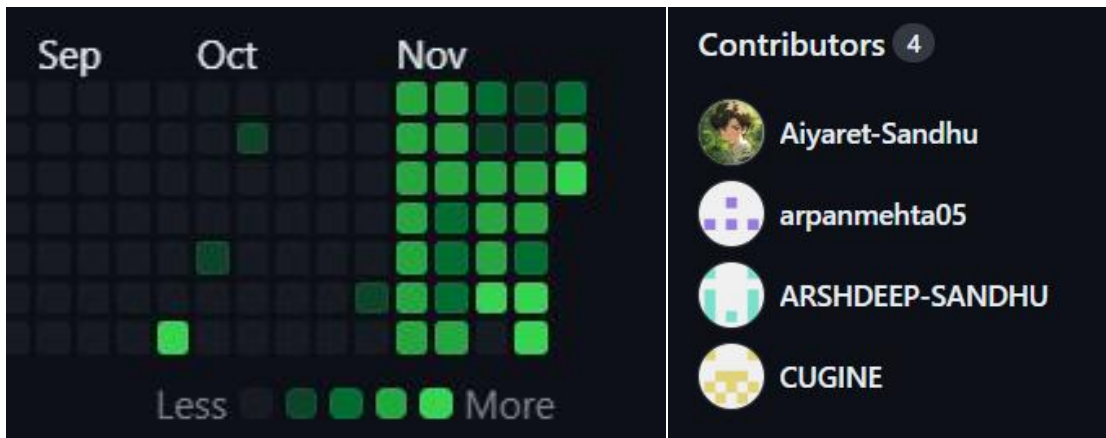 Sep Oct Nov
Less More
Contributors 4
Aiyaret-Sandhu
arpanmehta05
ARSHDEEP-SANDHU
CUGINE